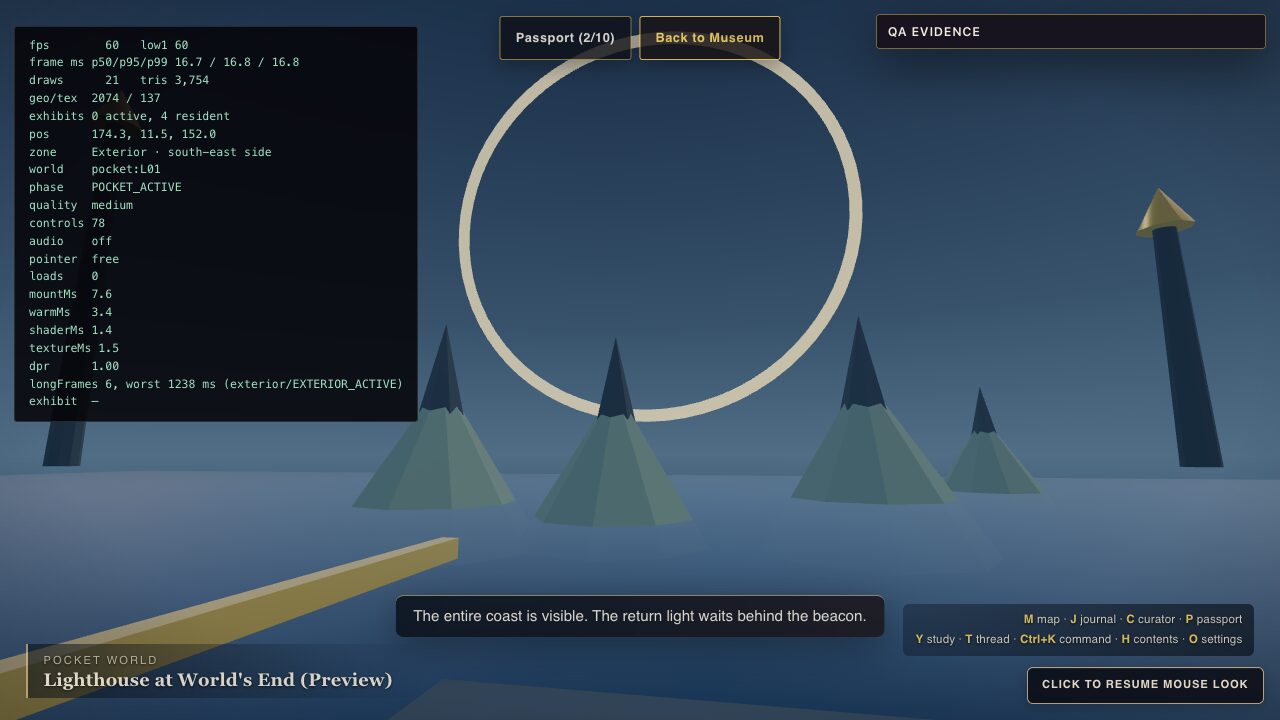 fps 60 low1 60
frame ms p50/p95/p99 16.7 / 16.8 / 16.8
draws 21 tris 3,754
geo/tex 2074 / 137
exhibits 0 active, 4 resident
pos 174.3, 11.5, 152.0
zone Exterior · south-east side
world pocket:L01
phase POCKET_ACTIVE
quality medium
controls 78
audio off
pointer free
loads 0
mountMs 7.6
warmMs 3.4
shaderMs 1.4
textureMs 1.5
dpr 1.00
longFrames 6, worst 1238 ms (exterior/EXTERIOR_ACTIVE)
exhibit —
Passport (2/10)
Back to Museum
QA EVIDENCE
The entire coast is visible. The return light waits behind the beacon.
M map · J journal · C curator · P passport
Y study · T thread · Ctrl+K command · H contents · O settings
POCKET WORLD
Lighthouse at World's End (Preview)
CLICK TO RESUME MOUSE LOOK